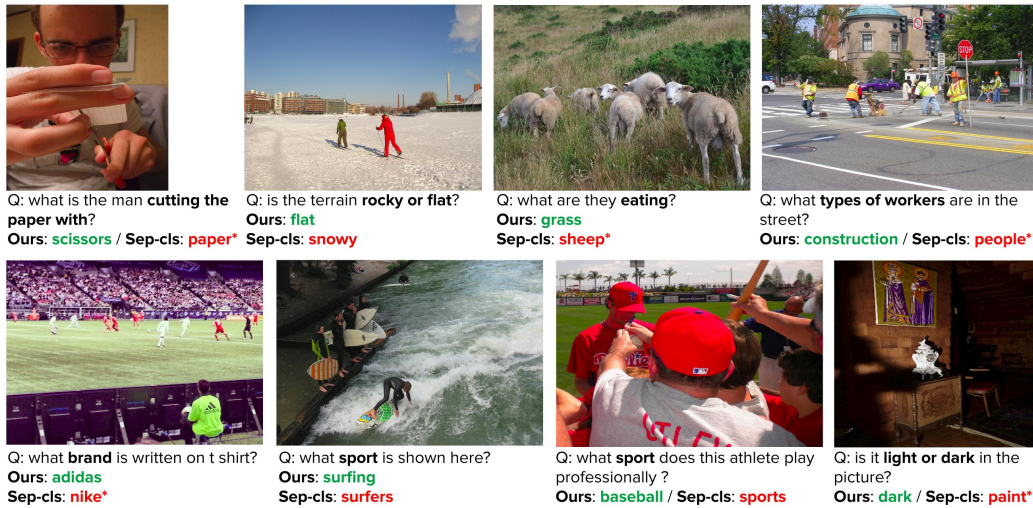 STOP
Q: what is the man cutting the
paper with?
Ours: scissors / Sep-cls: paper*
Q: is the terrain rocky or flat?
Ours: flat
Sep-cls: snowy
Q: what are they eating?
Ours: grass
Sep-cls: sheep*
Q: what types of workers are in the
street?
Ours: construction / Sep-cls: people*
adidas
Phillies
UTLEY
Q: what brand is written on t shirt?
Ours: adidas
Sep-cls: nike*
Q: what sport is shown here?
Ours: surfing
Sep-cls: surfers
Q: what sport does this athlete play
professionally ?
Ours: baseball / Sep-cls: sports
Q: is it light or dark in the
picture?
Ours: dark / Sep-cls: paint*